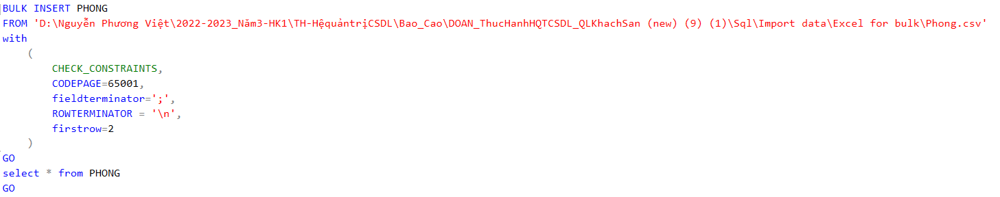 BULK INSERT PHONG
FROM 'D:\Nguyễn Phương Việt\2022-2023_Năm3-HK1\TH-HệquảntrịCSDL\Bao_Cao\DOAN_ThucHanhHQTCSDL_QLKhachSan (new) (9) (1)\Sql\Import data\Excel for bulk\Phong.csv'
with
(
CHECK_CONSTRAINTS,
CODEPAGE=65001,
fieldterminator=';',
ROWTERMINATOR = '\n',
firstrow=2
)
GO
select * from PHONG
GO